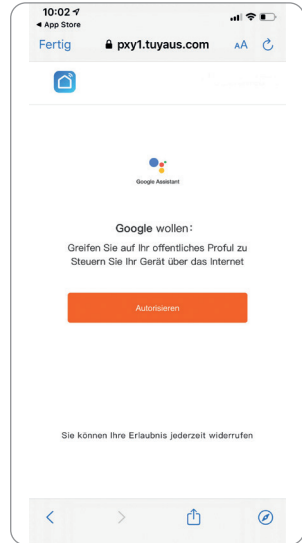 10:02
App Store
Fertig
pxy1.tuyaus.com
AA
Google Assistant
Google wollen:
Greifen Sie auf Ihr offentliches Proful zu
Steuern Sie Ihr Gerät über das Internet
Autorisieren
Sie können Ihre Erlaubnis jederzeit widerrufen